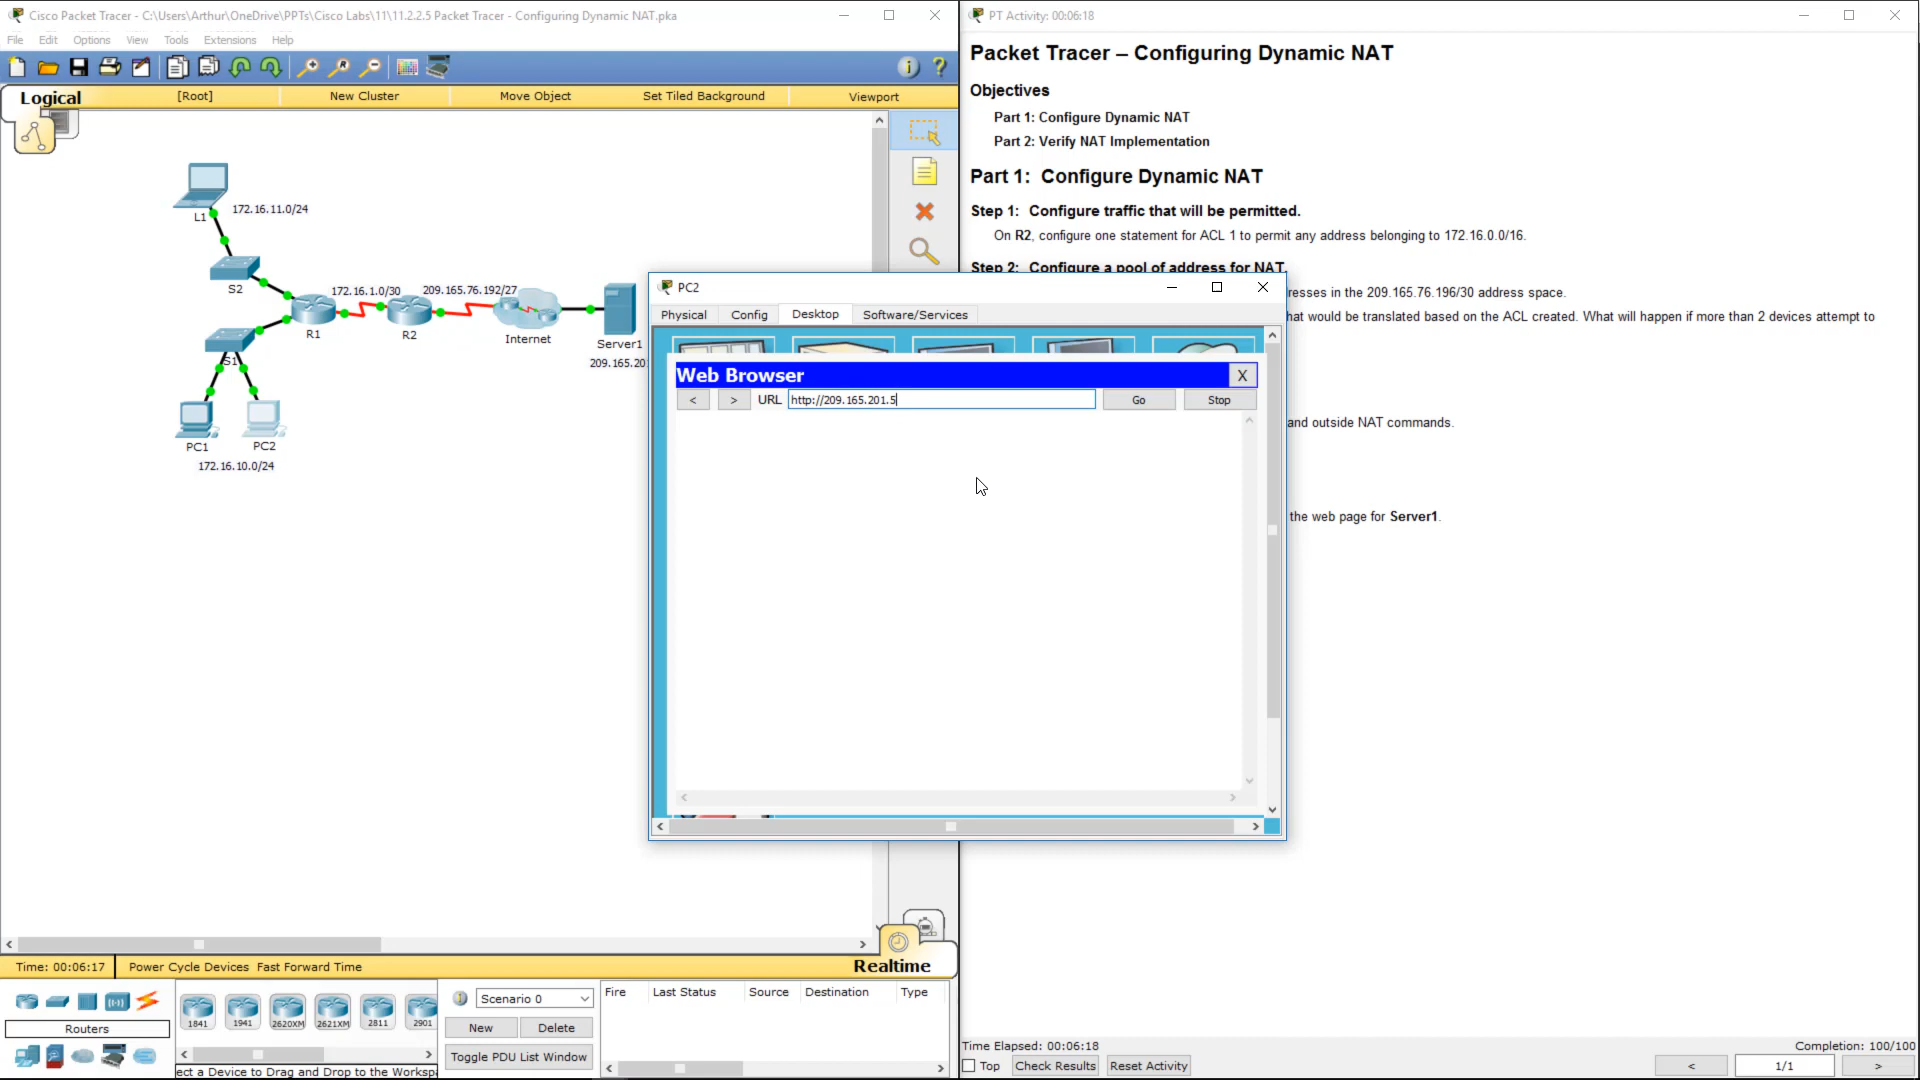 Cisco Packet Tracer - C:\Users\Arthur\OneDrive\PPTs\Cisco Labs\11\11.2.2.5 Packet Tracer - Configuring Dynamic NAT.pka
File Edit Options View Tools Extensions Help
Logical [Root] New Cluster Move Object Set Tiled Background Viewport
L1
172.16.11.0/24
S2
172.16.1.0/30
209.165.76.192/27
R1
R2
Internet
Server1
209.165.20
S1
PC1
PC2
172.16.10.0/24
Time: 00:06:17 Power Cycle Devices Fast Forward Time
Realtime
Routers
1841 1941 2620XM 2621XM 2811 2901
ect a Device to Drag and Drop to the Worksp
Scenario 0
New Delete
Toggle PDU List Window
Fire Last Status Source Destination Type
PC2
Physical Config Desktop Software/Services
Web Browser X
< > URL http://209.165.201.5 Go Stop
PT Activity: 00:06:18
Packet Tracer – Configuring Dynamic NAT
Objectives
Part 1: Configure Dynamic NAT
Part 2: Verify NAT Implementation
Part 1: Configure Dynamic NAT
Step 1: Configure traffic that will be permitted.
On R2, configure one statement for ACL 1 to permit any address belonging to 172.16.0.0/16.
Step 2: Configure a pool of address for NAT.
resses in the 209.165.76.196/30 address space.
hat would be translated based on the ACL created. What will happen if more than 2 devices attempt to
and outside NAT commands.
the web page for Server1.
Time Elapsed: 00:06:18 Completion: 100/100
Top Check Results Reset Activity < 1/1 >